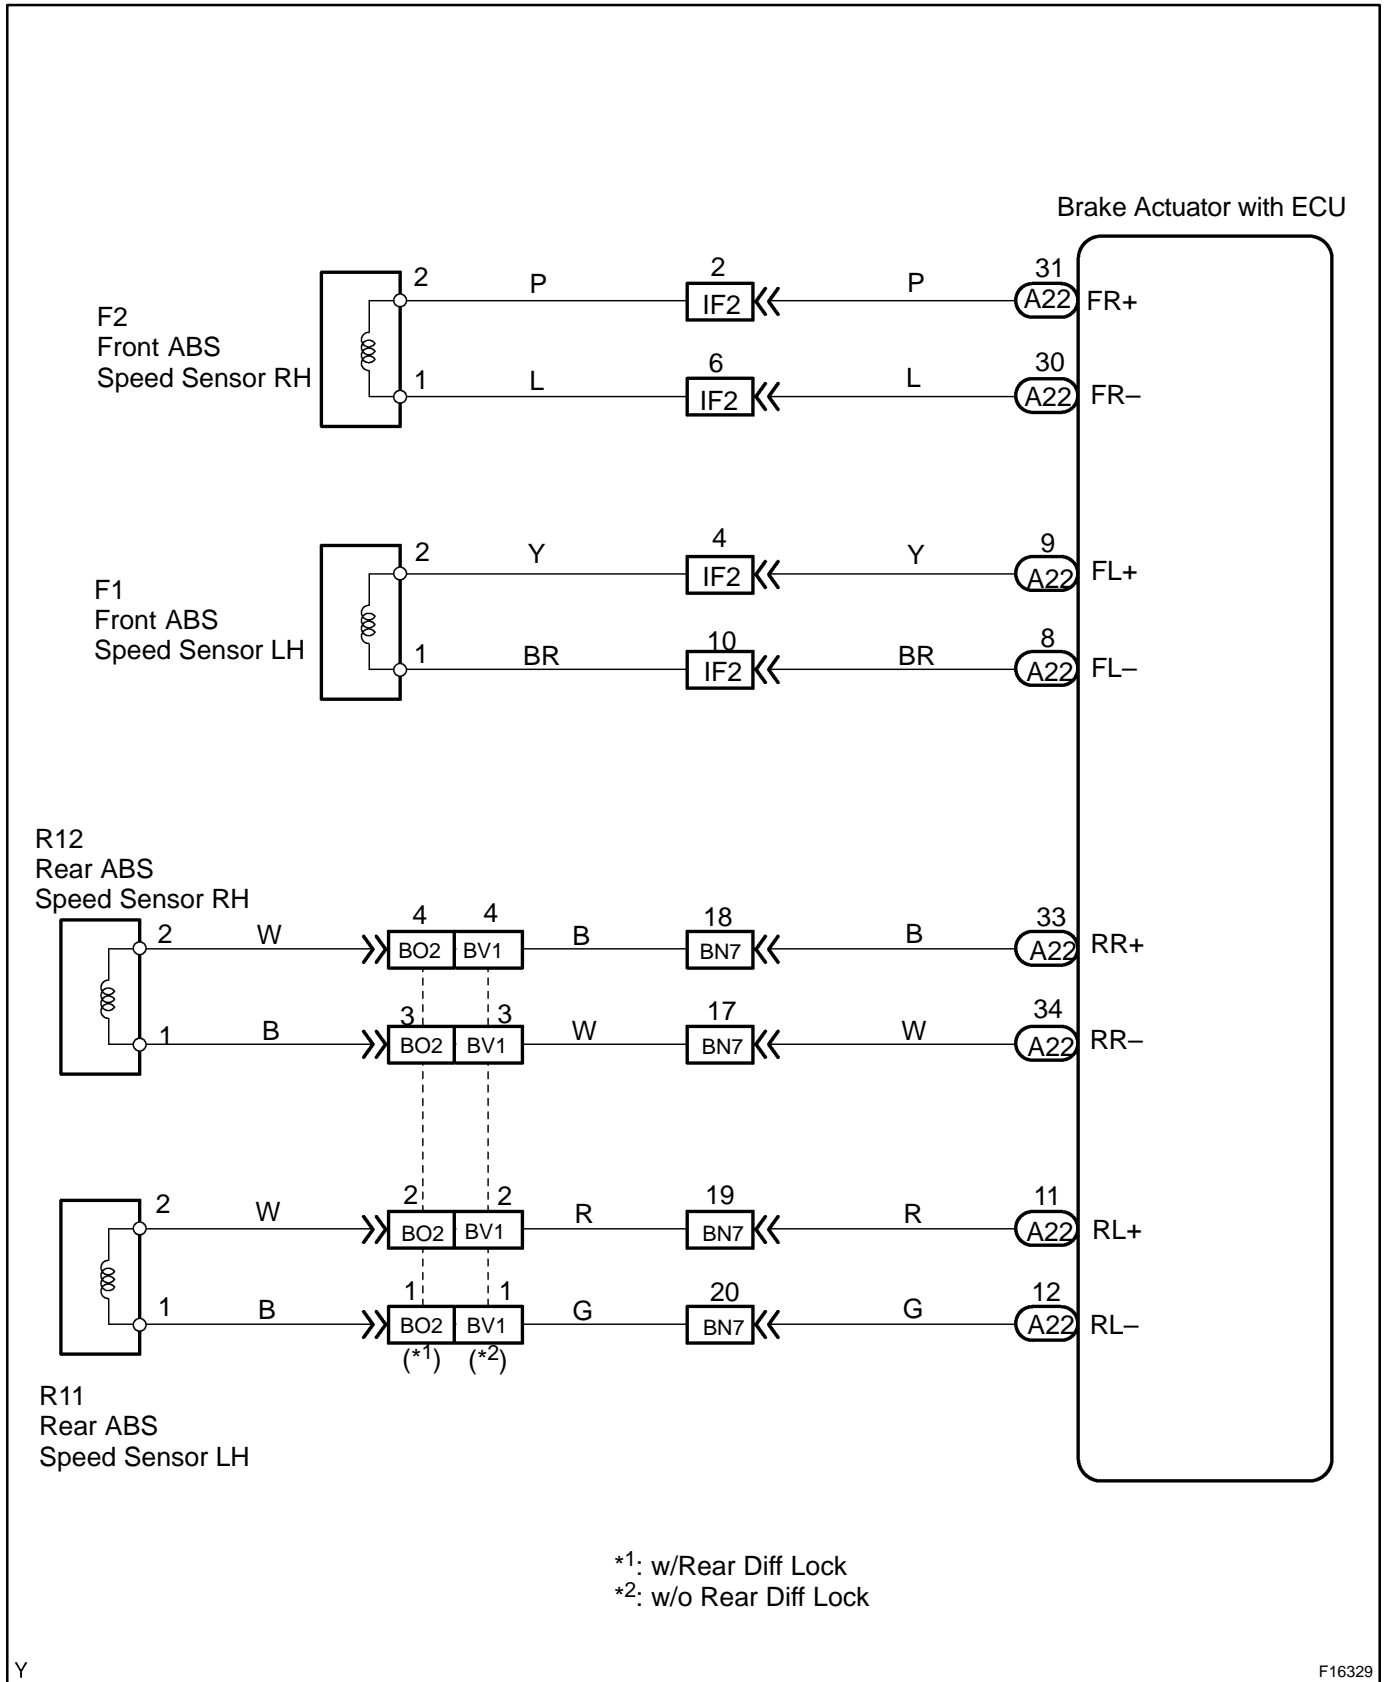 Brake Actuator with ECU
F2
Front ABS
Speed Sensor RH
2 P 2 IF2 P 31 A22 FR+
1 L 6 IF2 L 30 A22 FR–
F1
Front ABS
Speed Sensor LH
2 Y 4 IF2 Y 9 A22 FL+
1 BR 10 IF2 BR 8 A22 FL–
R12
Rear ABS
Speed Sensor RH
2 W 4 BO2 4 BV1 B 18 BN7 B 33 A22 RR+
1 B 3 BO2 3 BV1 W 17 BN7 W 34 A22 RR–
2 W 2 BO2 2 BV1 R 19 BN7 R 11 A22 RL+
1 B 1 BO2 1 BV1 G 20 BN7 G 12 A22 RL–
(*1) (*2)
R11
Rear ABS
Speed Sensor LH
*1: w/Rear Diff Lock
*2: w/o Rear Diff Lock
Y
F16329